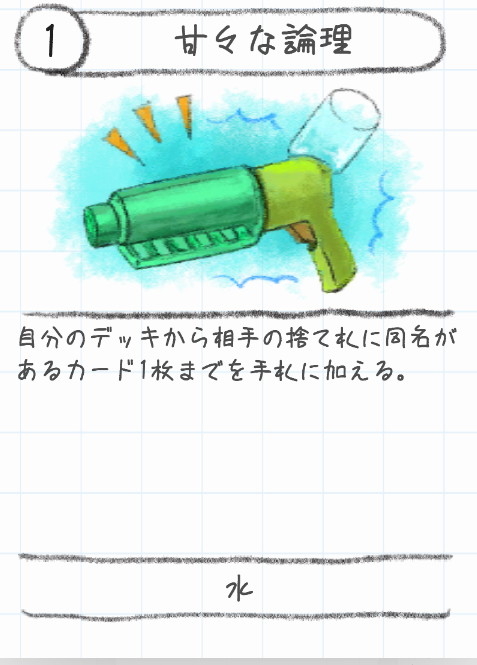 1
甘々な論理
自分のデッキから相手の捨て札に同名が
あるカード1枚までを手札に加える。
水